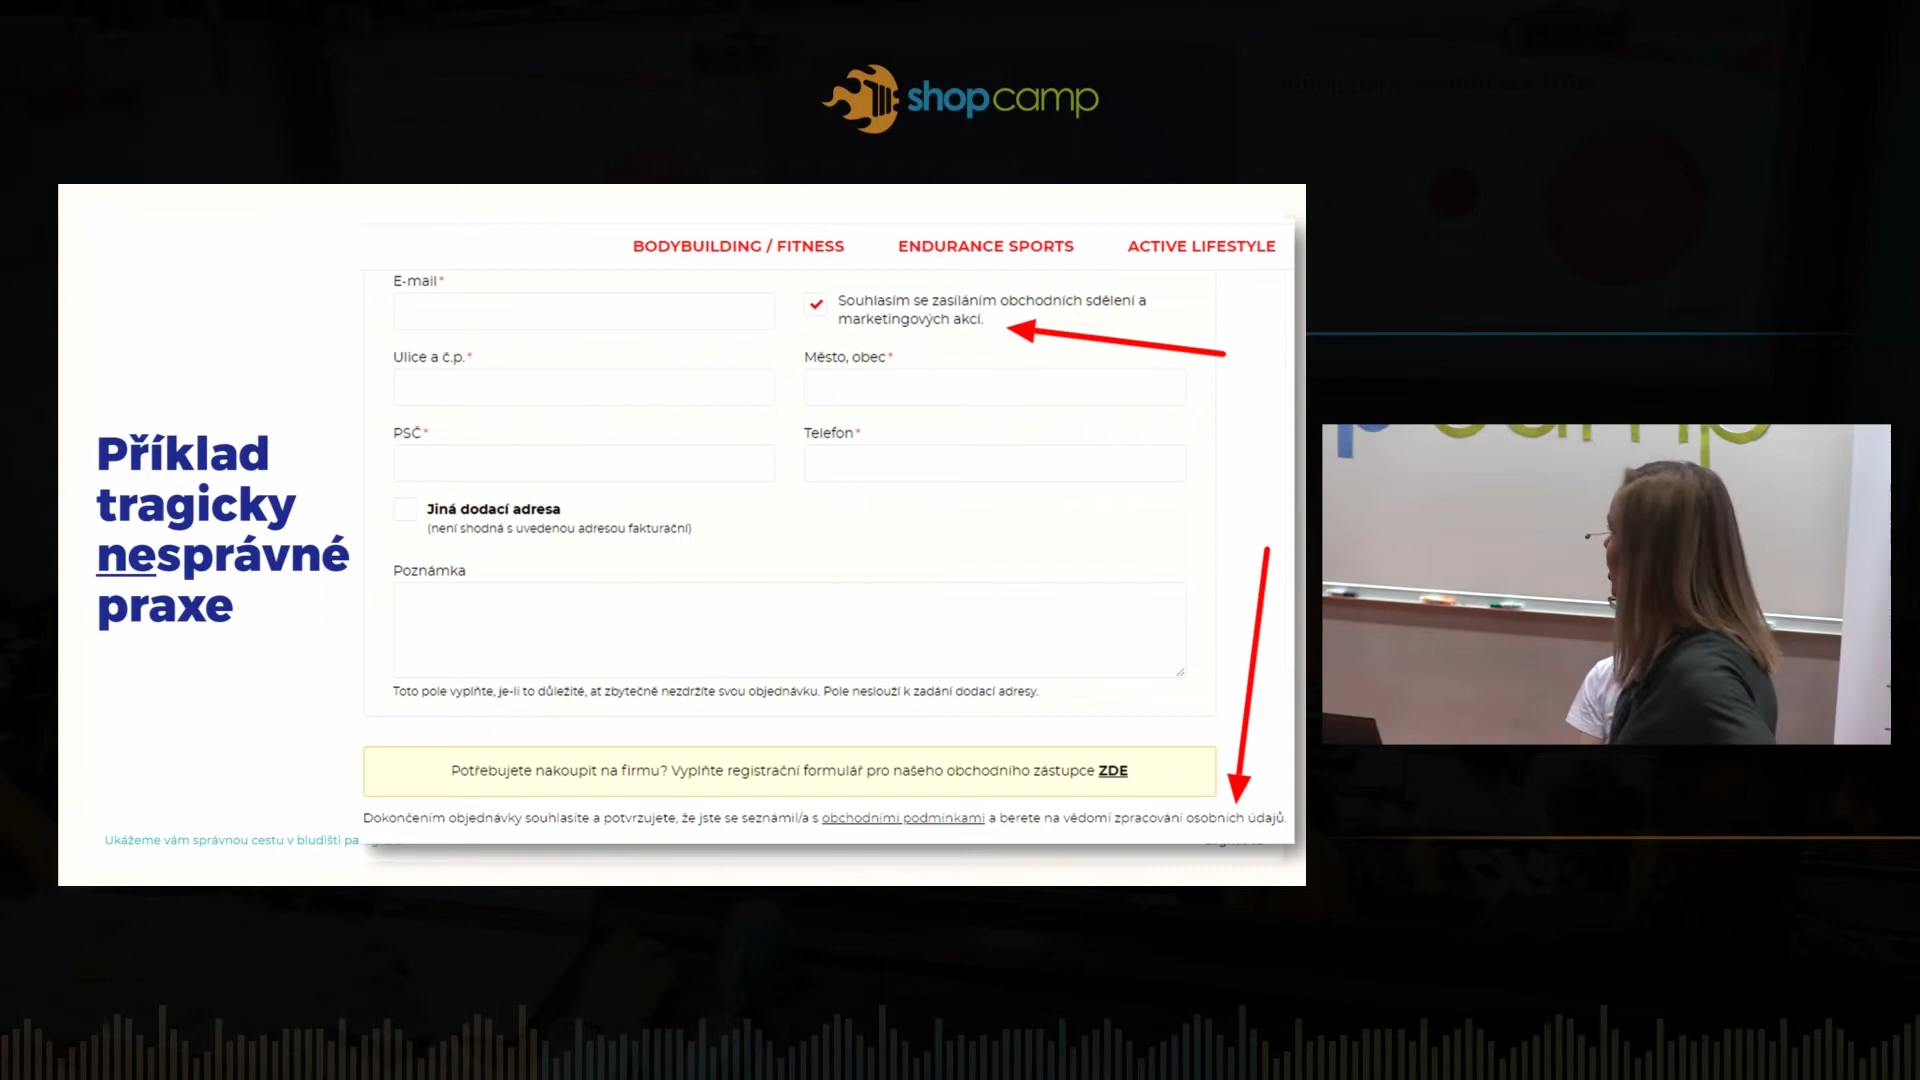 shopcamp
BODYBUILDING / FITNESS
ENDURANCE SPORTS
ACTIVE LIFESTYLE
E-mail*
Souhlasím se zasíláním obchodních sdělení a
marketingových akcí.
Ulice a č.p.*
Město, obec*
PSČ*
Telefon*
Jiná dodací adresa
(není shodná s uvedenou adresou fakturační)
Poznámka
Toto pole vyplňte, je-li to důležité, ať zbytečně nezdržíte svou objednávku. Pole neslouží k zadání dodací adresy.
Potřebujete nakoupit na firmu? Vyplňte registrační formulář pro našeho obchodního zástupce ZDE
Dokončením objednávky souhlasíte a potvrzujete, že jste se seznámil/a s obchodními podmínkami a berete na vědomí zpracování osobních údajů.
Příklad
tragicky
nesprávné
praxe
Ukážeme vám správnou cestu v bludišti